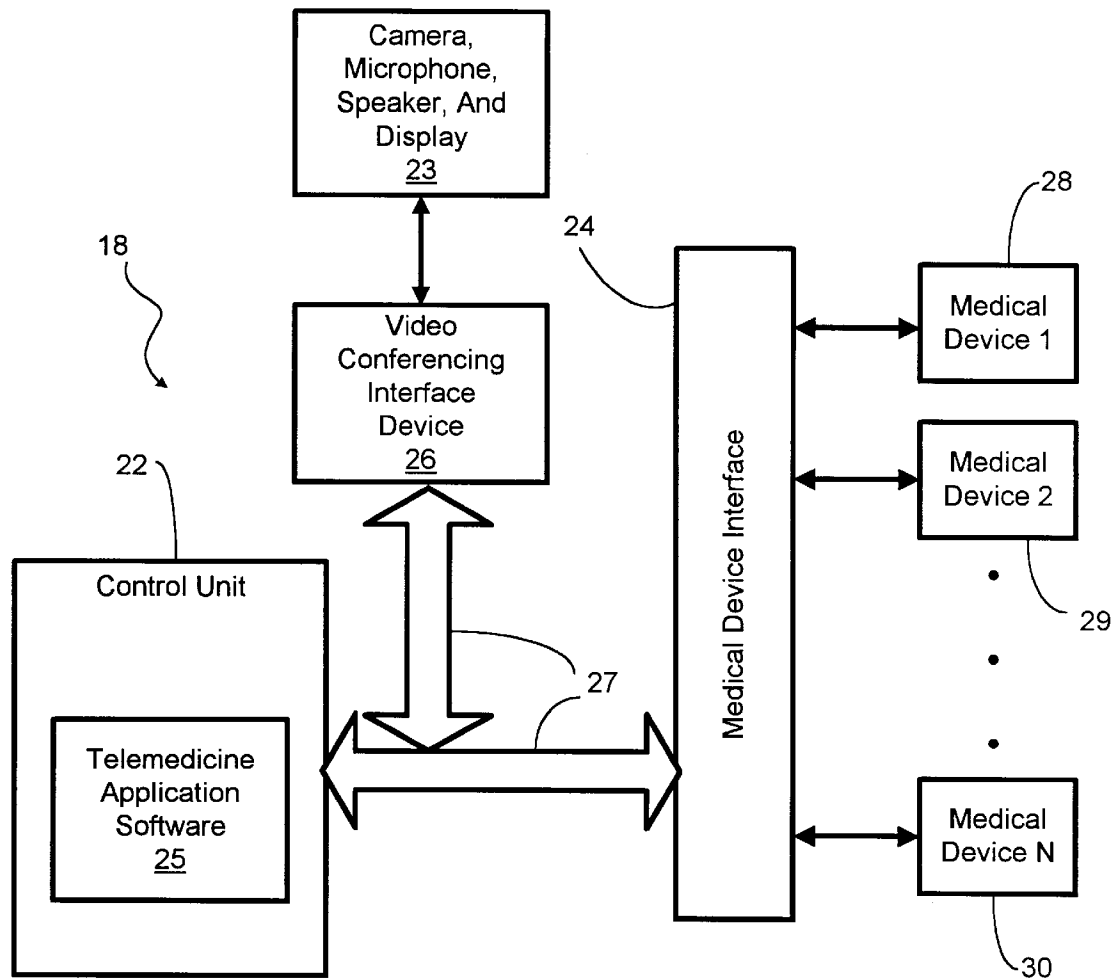 Camera,
Microphone,
Speaker, And
Display
23
18
Video
Conferencing
Interface
Device
26
24
28
Medical
Device 1
Medical Device Interface
Medical
Device 2
29
22
Control Unit
27
Telemedicine
Application
Software
25
Medical
Device N
30